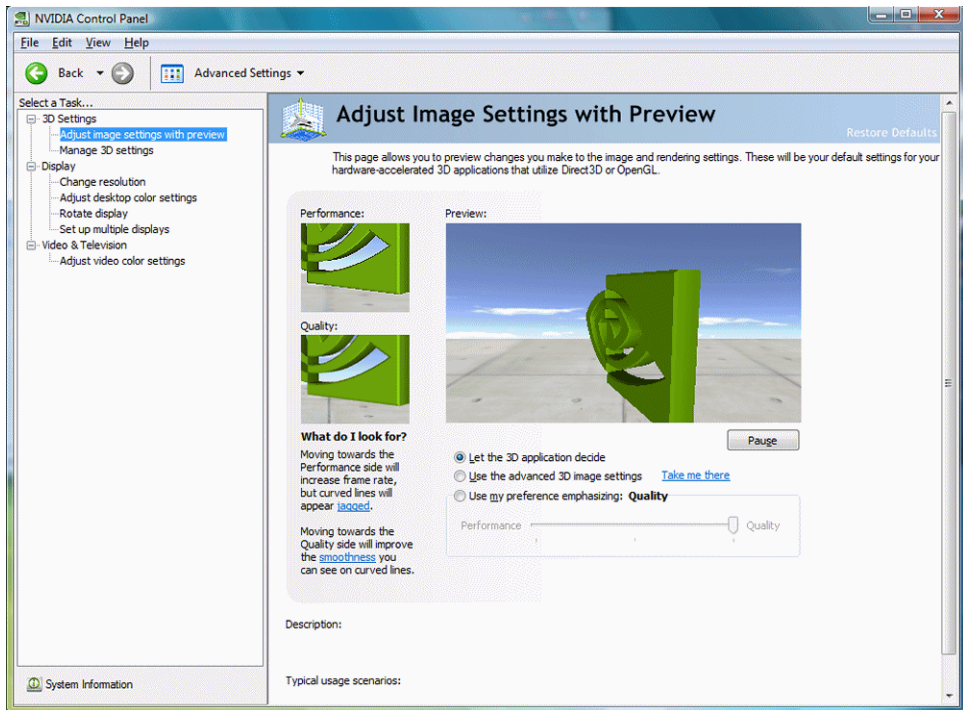 NVIDIA Control Panel
File Edit View Help
Back Advanced Settings
Select a Task...
3D Settings
Adjust image settings with preview
Manage 3D settings
Display
Change resolution
Adjust desktop color settings
Rotate display
Set up multiple displays
Video & Television
Adjust video color settings
System Information
Adjust Image Settings with Preview
Restore Defaults
This page allows you to preview changes you make to the image and rendering settings. These will be your default settings for your
hardware-accelerated 3D applications that utilize Direct3D or OpenGL.
Performance:
Quality:
What do I look for?
Moving towards the
Performance side will
increase frame rate,
but curved lines will
appear jagged.
Moving towards the
Quality side will improve
the smoothness you
can see on curved lines.
Preview:
Pause
Let the 3D application decide
Use the advanced 3D image settings Take me there
Use my preference emphasizing: Quality
Performance Quality
Description:
Typical usage scenarios: